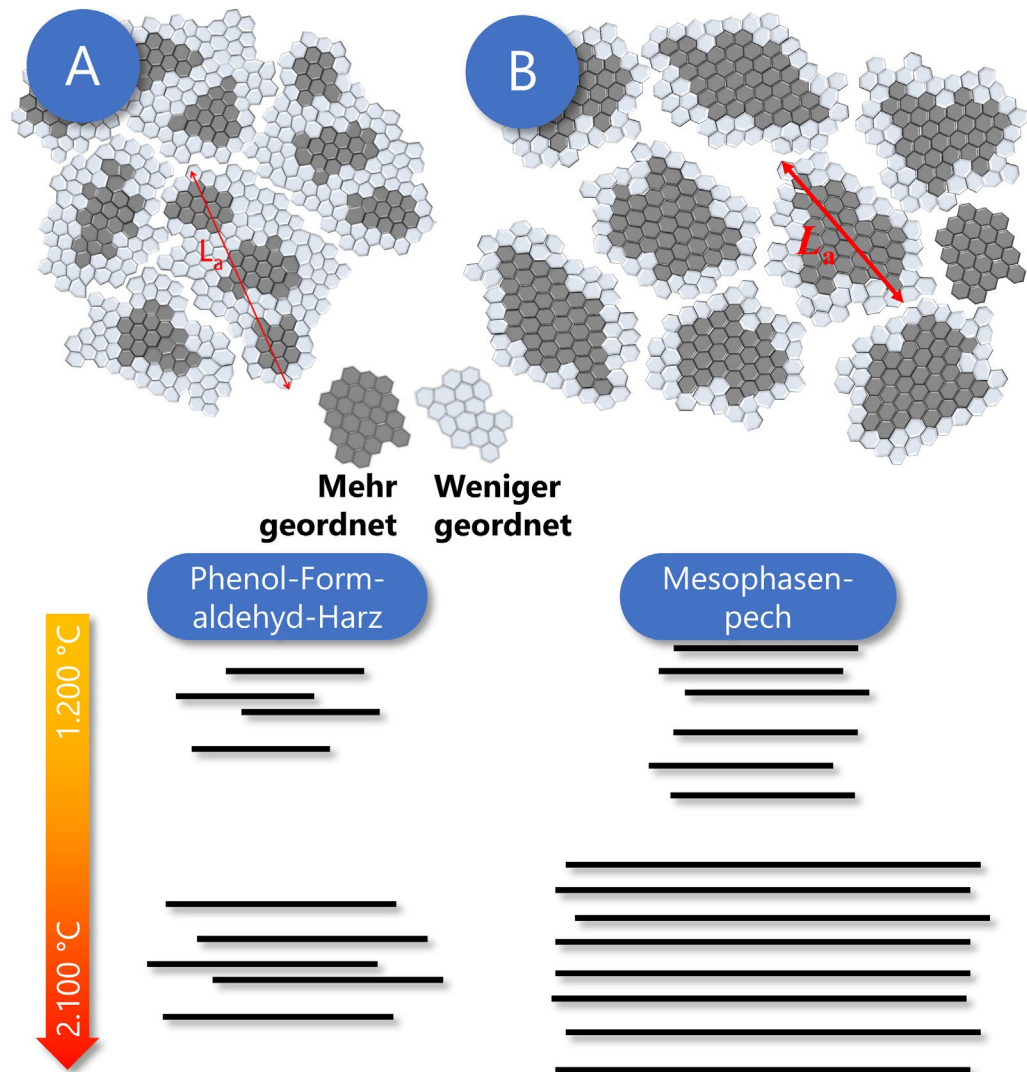 A
B
La
La
Mehr
geordnet
Weniger
geordnet
Phenol-Form-
aldehyd-Harz
Mesophasen-
pech
1.200 °C
2.100 °C